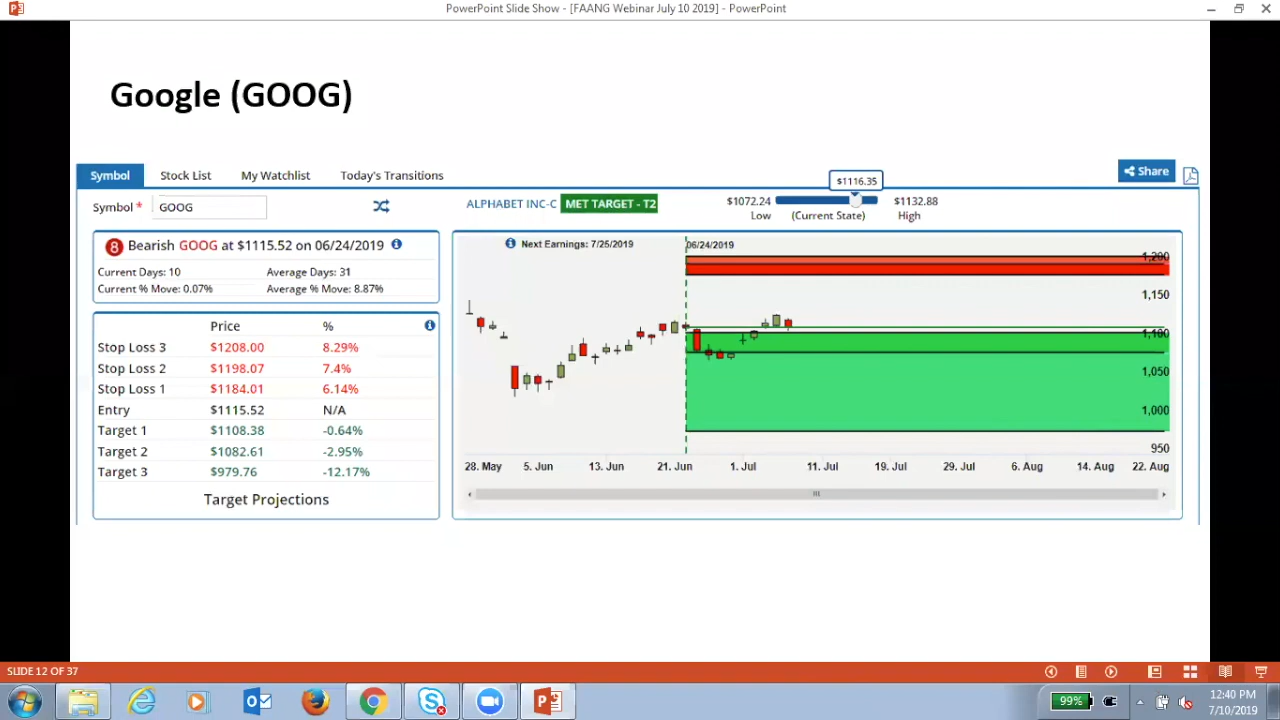 PowerPoint Slide Show - [FAANG Webinar July 10 2019] - PowerPoint
Google (GOOG)
Symbol Stock List My Watchlist Today's Transitions
Share
Symbol * GOOG
ALPHABET INC-C MET TARGET - T2
$1116.35
$1072.24 $1132.88
Low (Current State) High
8 Bearish GOOG at $1115.52 on 06/24/2019
Current Days: 10 Average Days: 31
Current % Move: 0.07% Average % Move: 8.87%
Price %
Stop Loss 3 $1208.00 8.29%
Stop Loss 2 $1198.07 7.4%
Stop Loss 1 $1184.01 6.14%
Entry $1115.52 N/A
Target 1 $1108.38 -0.64%
Target 2 $1082.61 -2.95%
Target 3 $979.76 -12.17%
Target Projections
Next Earnings: 7/25/2019 06/24/2019
1,200
1,150
1,100
1,050
1,000
950
28. May 5. Jun 13. Jun 21. Jun 1. Jul 11. Jul 19. Jul 29. Jul 6. Aug 14. Aug 22. Aug
SLIDE 12 OF 37
99%
12:40 PM
7/10/2019